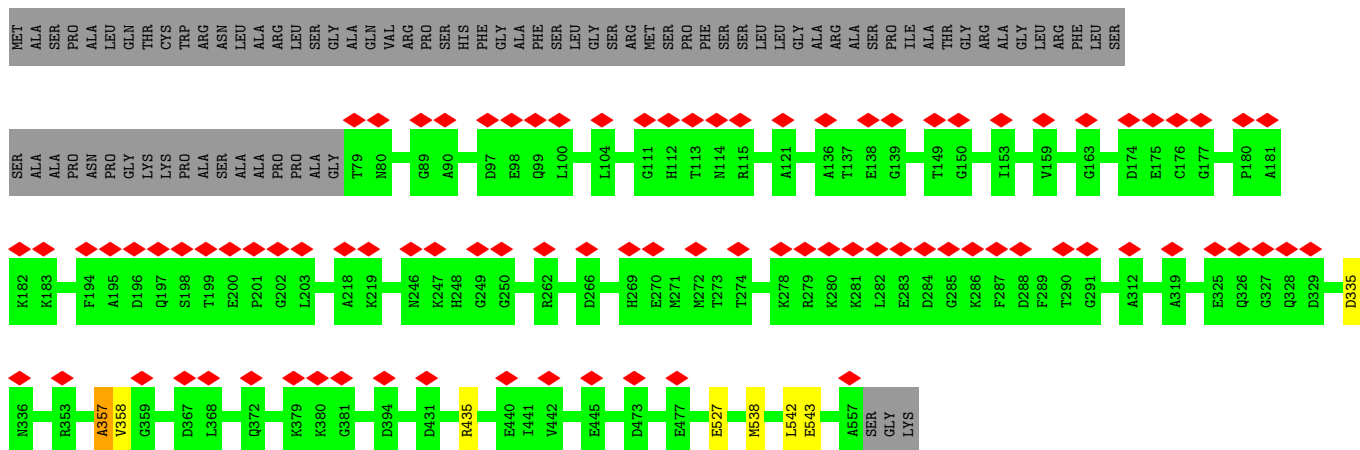 MET ALA SER PRO ALA LEU GLN THR CYS TRP ARG ASN LEU ALA ARG LEU SER GLY ALA GLN VAL ARG PRO SER HIS PHE GLY ALA PHE SER LEU GLY SER ARG MET SER PRO PHE SER SER LEU LEU GLY ALA ARG ALA SER PRO ILE ALA THR GLY ARG ALA GLY LEU ARG PHE LEU SER
SER ALA ALA PRO ASN PRO GLY LYS LYS PRO ALA SER ALA ALA PRO PRO ALA GLY T79 N80 G89 A90 D97 E98 Q99 L100 L104 G111 H112 T113 N114 R115 A121 A136 T137 E138 G139 T149 G150 I153 V159 G163 D174 E175 C176 G177 P180 A181
K182 K183 F194 A195 D196 Q197 S198 T199 E200 P201 G202 L203 A218 K219 N246 K247 H248 G249 G250 R262 D266 H269 E270 M271 M272 T273 T274 K278 R279 K280 K281 L282 E283 D284 G285 K286 F287 D288 F289 T290 G291 A312 A319 E325 Q326 G327 Q328 D329 D335
N336 R353 A357 V358 G359 D367 L368 Q372 K379 K380 G381 D394 D431 R435 E440 I441 V442 E445 D473 E477 E527 M538 L542 E543 A557 SER GLY LYS